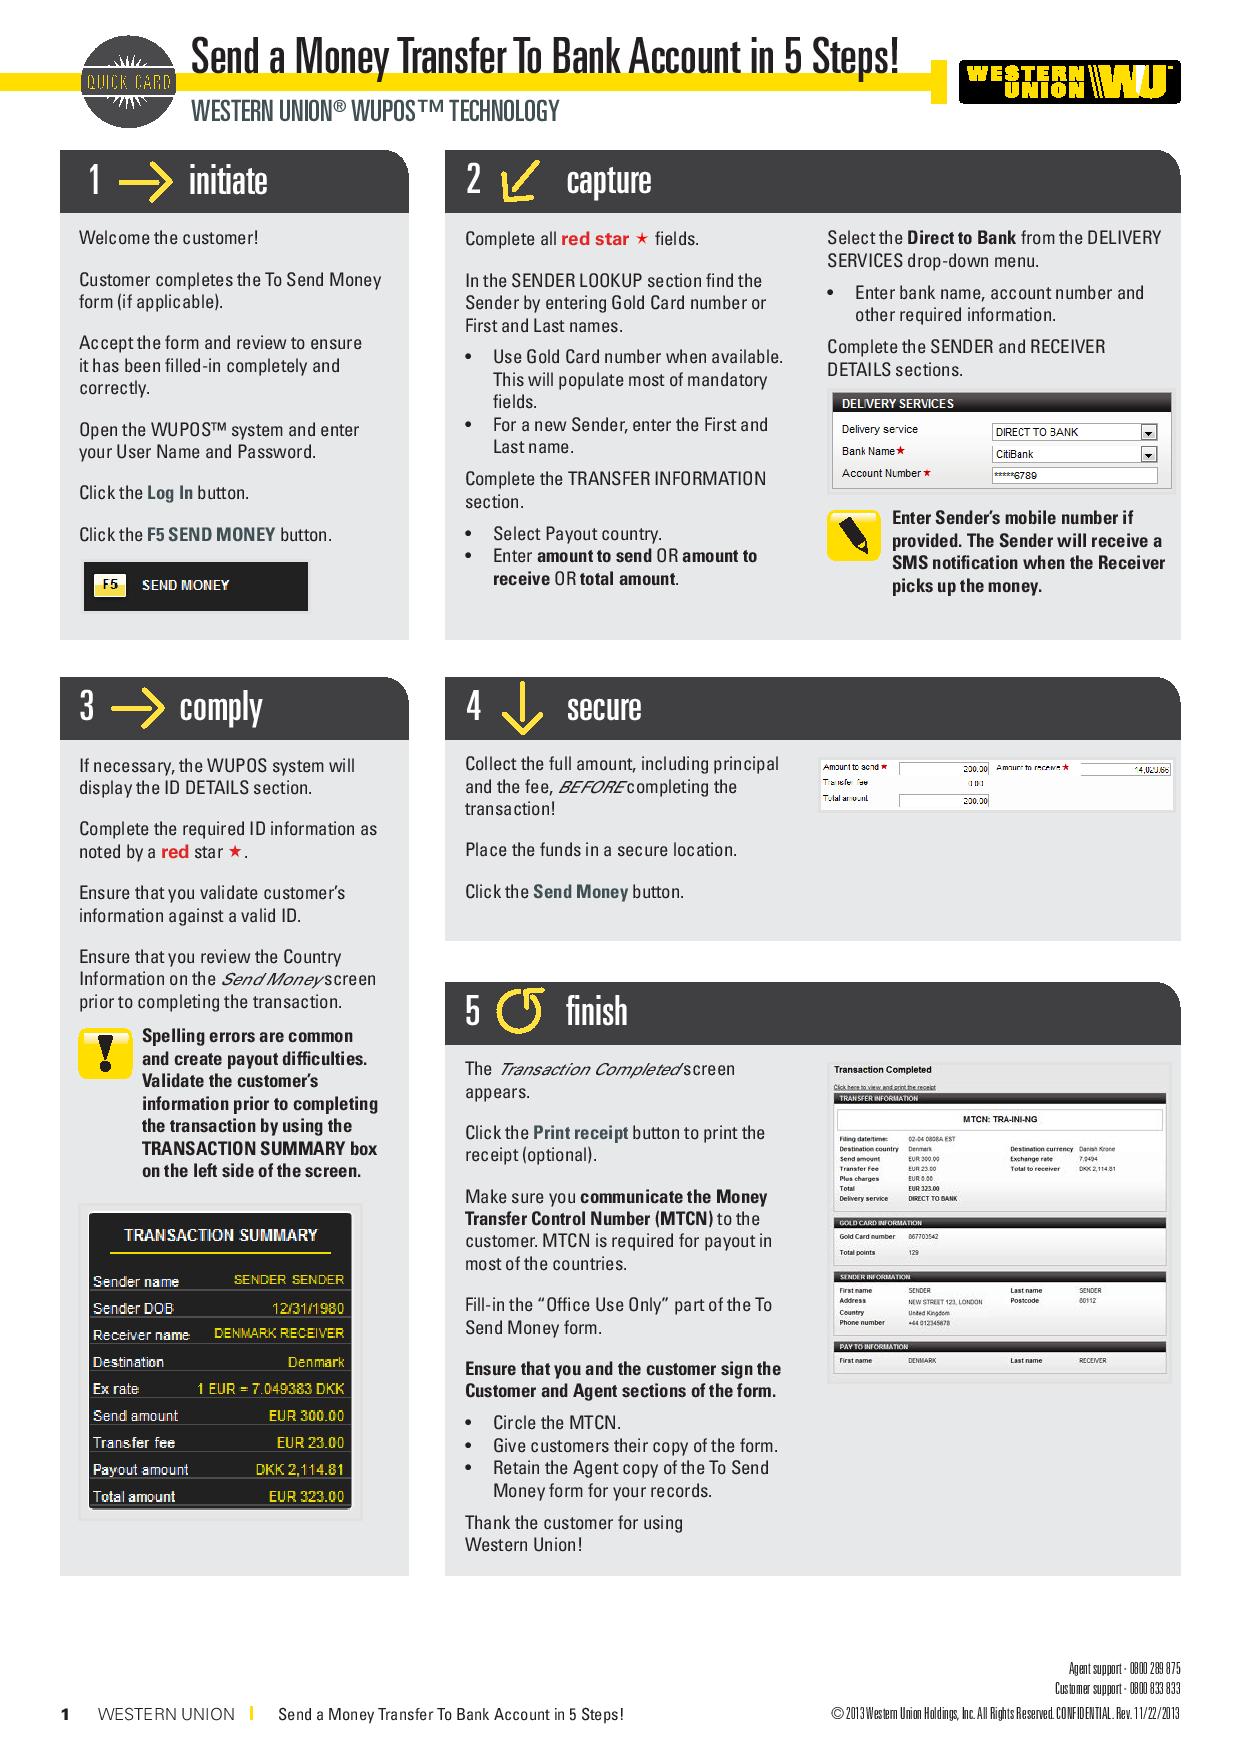 Send a Money Transfer To Bank Account in 5 Steps!
QUICK CARD
WESTERN UNION® WUPOS™ TECHNOLOGY
WESTERN UNION WU
1 initiate
Welcome the customer!
Customer completes the To Send Money
form (if applicable).
Accept the form and review to ensure
it has been filled-in completely and
correctly.
Open the WUPOS™ system and enter
your User Name and Password.
Click the Log In button.
Click the F5 SEND MONEY button.
F5 SEND MONEY
2 capture
Complete all red star ★ fields.
In the SENDER LOOKUP section find the
Sender by entering Gold Card number or
First and Last names.
• Use Gold Card number when available.
This will populate most of mandatory
fields.
• For a new Sender, enter the First and
Last name.
Complete the TRANSFER INFORMATION
section.
• Select Payout country.
• Enter amount to send OR amount to
receive OR total amount.
Select the Direct to Bank from the DELIVERY
SERVICES drop-down menu.
• Enter bank name, account number and
other required information.
Complete the SENDER and RECEIVER
DETAILS sections.
DELIVERY SERVICES
Delivery service DIRECT TO BANK
Bank Name★ CitiBank
Account Number ★ *****6789
Enter Sender's mobile number if
provided. The Sender will receive a
SMS notification when the Receiver
picks up the money.
3 comply
If necessary, the WUPOS system will
display the ID DETAILS section.
Complete the required ID information as
noted by a red star ★.
Ensure that you validate customer's
information against a valid ID.
Ensure that you review the Country
Information on the Send Money screen
prior to completing the transaction.
Spelling errors are common
and create payout difficulties.
Validate the customer's
information prior to completing
the transaction by using the
TRANSACTION SUMMARY box
on the left side of the screen.
TRANSACTION SUMMARY
Sender name SENDER SENDER
Sender DOB 12/31/1980
Receiver name DENMARK RECEIVER
Destination Denmark
Ex rate 1 EUR = 7.049383 DKK
Send amount EUR 300.00
Transfer fee EUR 23.00
Payout amount DKK 2,114.81
Total amount EUR 323.00
4 secure
Collect the full amount, including principal
and the fee, BEFORE completing the
transaction!
Place the funds in a secure location.
Click the Send Money button.
Amount to send ★ 200.00 Amount to receive ★ 14,020.66
Transfer fee 0.00
Total amount 200.00
5 finish
The Transaction Completed screen
appears.
Click the Print receipt button to print the
receipt (optional).
Make sure you communicate the Money
Transfer Control Number (MTCN) to the
customer. MTCN is required for payout in
most of the countries.
Fill-in the "Office Use Only" part of the To
Send Money form.
Ensure that you and the customer sign the
Customer and Agent sections of the form.
• Circle the MTCN.
• Give customers their copy of the form.
• Retain the Agent copy of the To Send
Money form for your records.
Thank the customer for using
Western Union!
Transaction Completed
Click here to view and print the receipt
TRANSFER INFORMATION
MTCN: TRA-INI-NG
Filing date/time: 02-04 0808A EST
Destination country Denmark Destination currency Danish Krone
Send amount EUR 300.00 Exchange rate 7.0494
Transfer Fee EUR 23.00 Total to receiver DKK 2,114.81
Plus charges EUR 0.00
Total EUR 323.00
Delivery service DIRECT TO BANK
GOLD CARD INFORMATION
Gold Card number 867703542
Total points 129
SENDER INFORMATION
First name SENDER Last name SENDER
Address NEW STREET 123, LONDON Postcode 80112
Country United Kingdom
Phone number +44 012345678
PAY TO INFORMATION
First name DENMARK Last name RECEIVER
Agent support - 0800 289 875
Customer support - 0800 833 833
1 WESTERN UNION | Send a Money Transfer To Bank Account in 5 Steps!
© 2013 Western Union Holdings, Inc. All Rights Reserved. CONFIDENTIAL. Rev. 11/22/2013